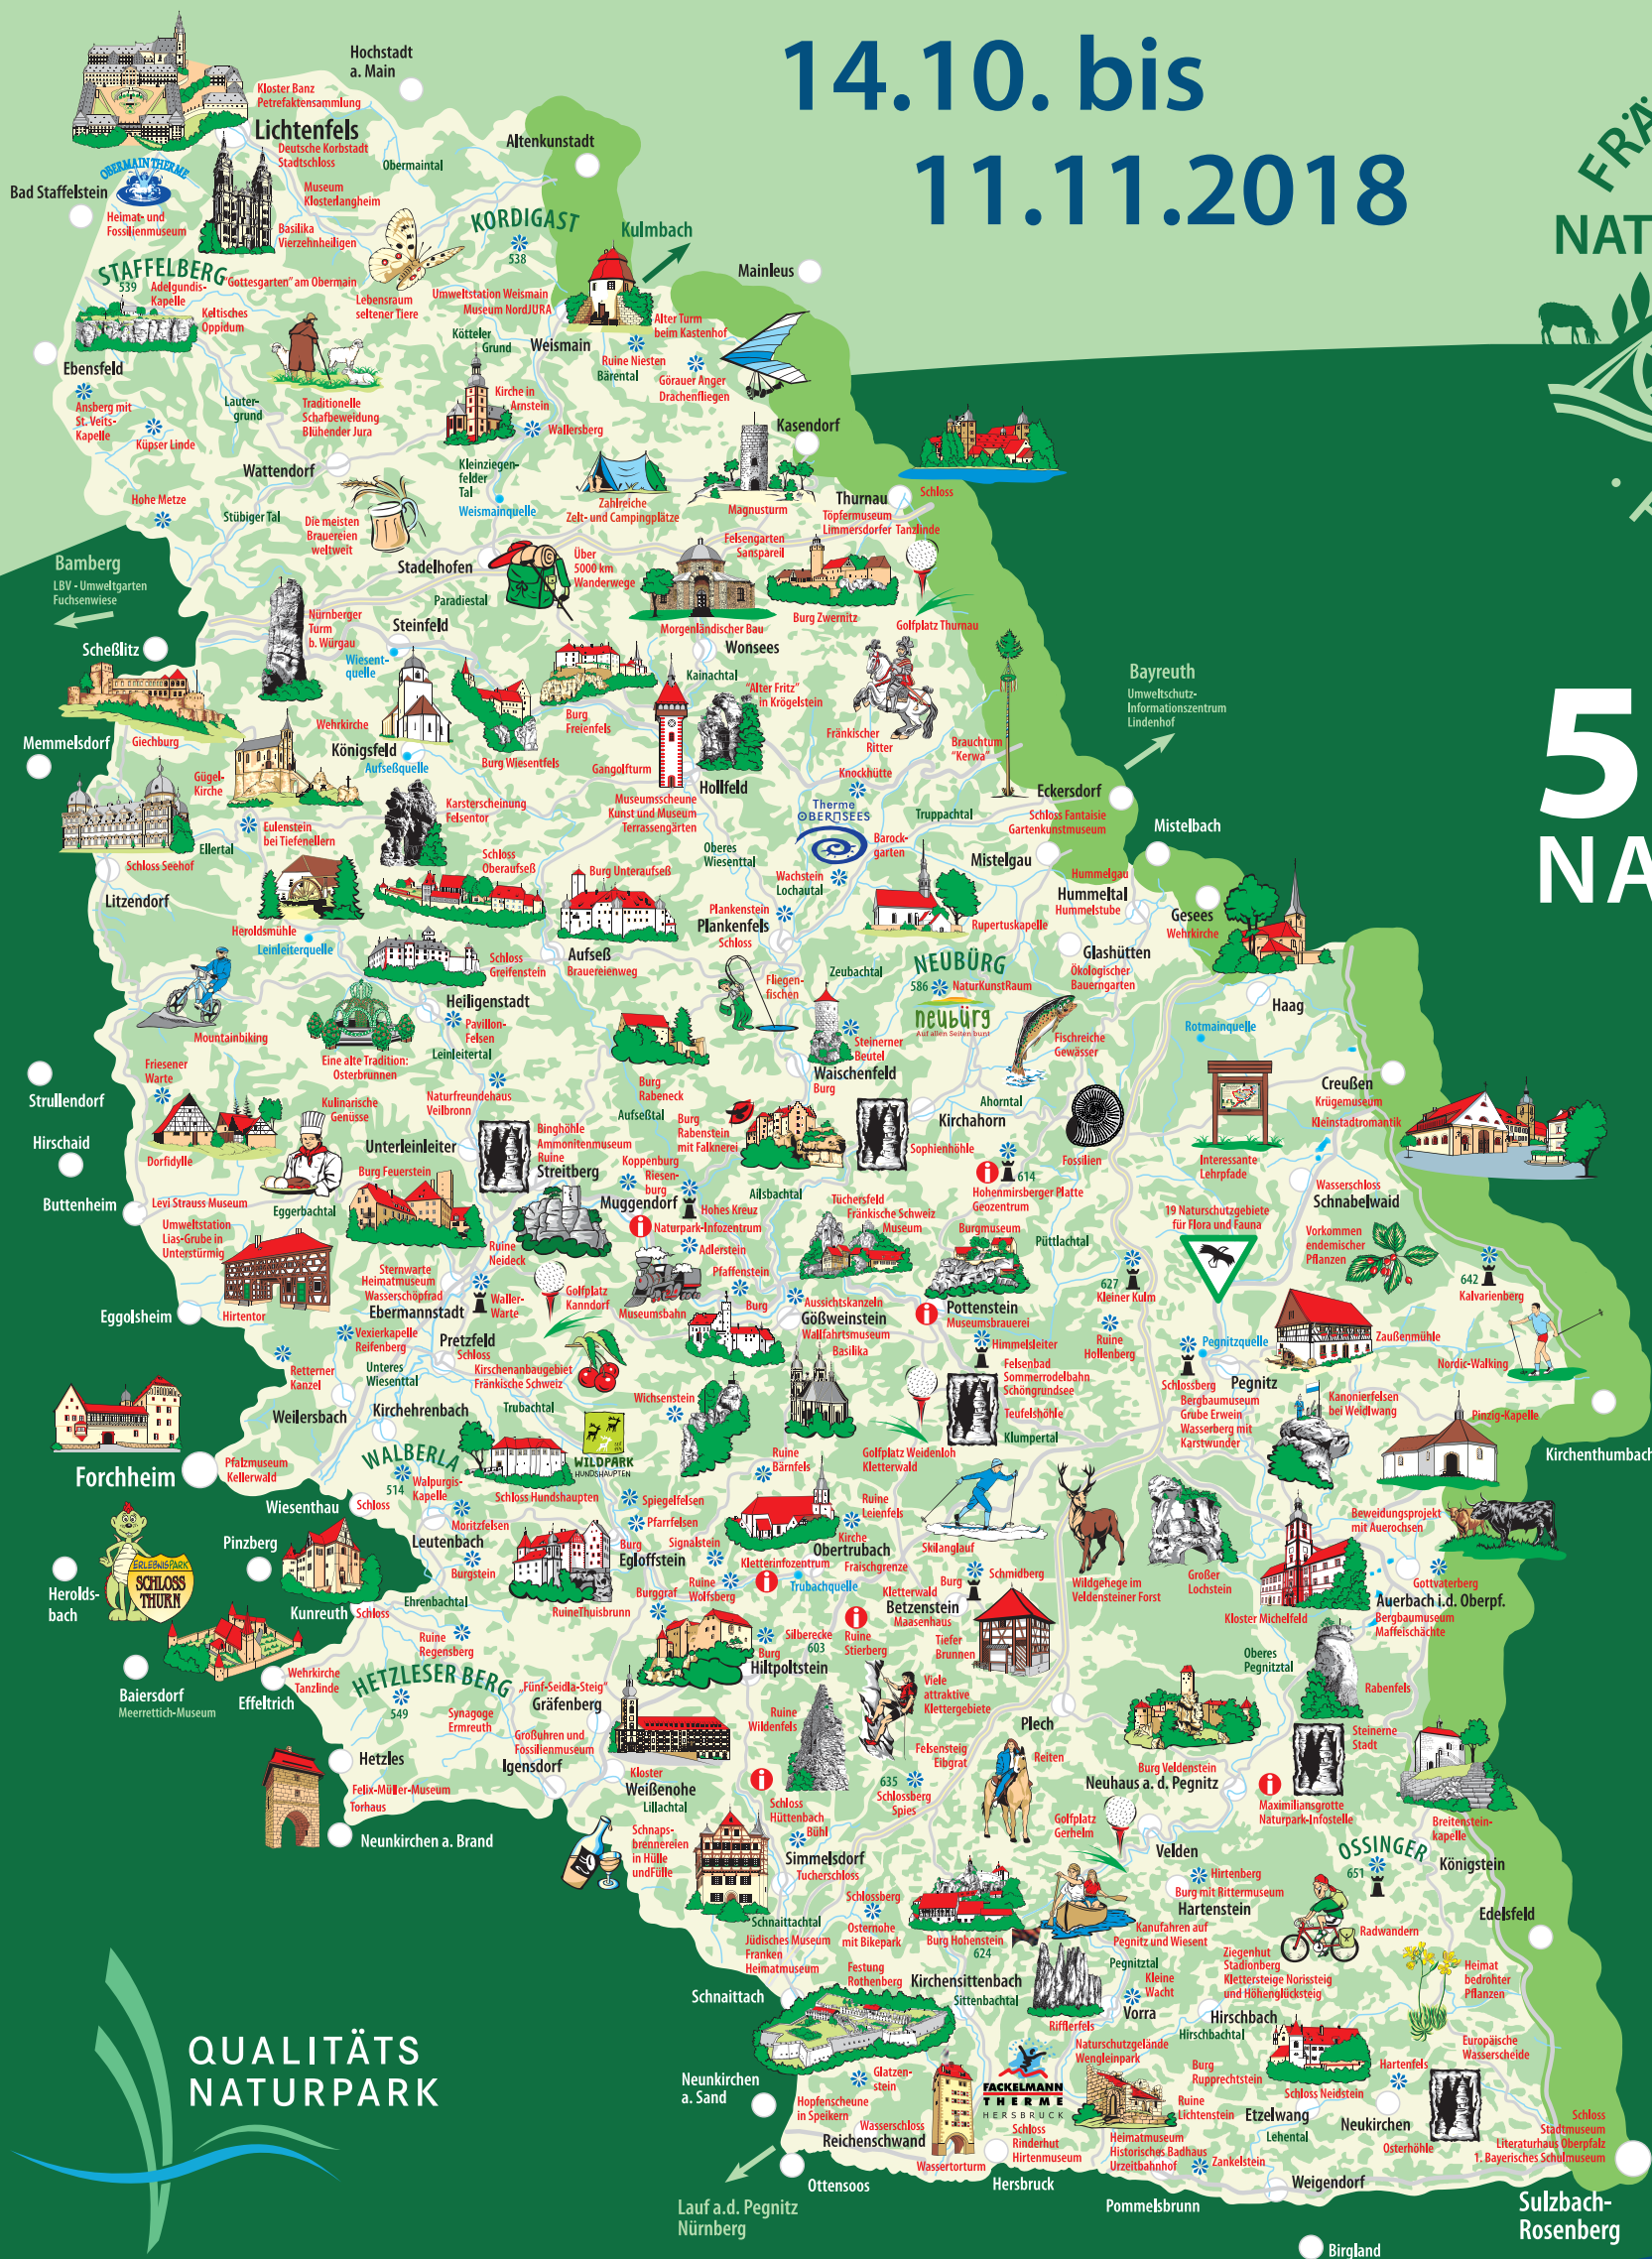 14.10. bis
11.11.2018
FRÄ
NAT
5
NA
Hochstadt
a. Main
Kloster Banz
Petrefaktensammlung
Lichtenfels
Deutsche Korbstadt
Stadtschloss
Obermaintal
Altenkunstadt
OBERMAIN THERME
Bad Staffelstein
Heimat- und
Fossilienmuseum
Museum
Klosterlangheim
Basilika
Vierzehnheiligen
KORDIGAST
538
Kulmbach
Mainleus
STAFFELBERG
539
Adelgundis-
Kapelle
"Gottesgarten" am Obermain
Keltisches
Oppidum
Lebensraum
seltener Tiere
Umweltstation Weismain
Museum NordJURA
Kötteler
Grund
Weismain
Alter Turm
beim Kastenhof
Ruine Niesten
Bärental
Görauer Anger
Drachenfliegen
Ebensfeld
Ansberg mit
St. Veits-
Kapelle
Küpser Linde
Lauter-
grund
Traditionelle
Schafbeweidung
Blühender Jura
Kirche in
Arnstein
Wallersberg
Kasendorf
Wattendorf
Kleinziegen-
felder
Tal
Weismainquelle
Zahlreiche
Zelt- und Campingplätze
Magnusturm
Thurnau
Schloss
Töpfermuseum
Limmersdorfer Tanzlinde
Hohe Metze
Stübiger Tal
Die meisten
Brauereien
weltweit
Stadelhofen
Über
5000 km
Wanderwege
Felsengarten
Sanspareil
Bamberg
LBV - Umweltgarten
Fuchsenwiese
Paradiestal
Nürnberger
Turm
b. Würgau
Steinfeld
Morgenländischer Bau
Burg Zwernitz
Golfplatz Thurnau
Scheßlitz
Wiesent-
quelle
Wonsees
Kainachtal
"Alter Fritz"
in Krögelstein
Bayreuth
Umweltschutz-
Informationszentrum
Lindenhof
Giechburg
Wehrkirche
Königsfeld
Aufseßquelle
Burg
Freienfels
Burg Wiesentfels
Gangolfturm
Fränkischer
Ritter
Brauchtum
"Kerwa"
Memmelsdorf
Gügel-
Kirche
Hollfeld
Knockhütte
Eckersdorf
Karsterscheinung
Felsentor
Museumsscheune
Kunst und Museum
Terrassengärten
Therme
OBERNSEES
Truppachtal
Schloss Fantaisie
Gartenkunstmuseum
Mistelbach
Eulenstein
bei Tiefenellern
Ellertal
Schloss Seehof
Schloss
Oberaufseß
Burg Unteraufseß
Oberes
Wiesenttal
Barock-
garten
Wachstein
Lochautal
Mistelgau
Hummelgau
Hummeltal
Hummelstube
Litzendorf
Heroldsmühle
Leinleiterquelle
Plankenstein
Plankenfels
Schloss
Rupertuskapelle
Gesees
Wehrkirche
Schloss
Greifenstein
Aufseß
Brauereienweg
Fliegen-
fischen
Zeubachtal
NEUBÜRG
586
NaturKunstRaum
neubürg
Auf allen Seiten bunt
Glashütten
Ökologischer
Bauerngarten
Haag
Heiligenstadt
Pavillon-
Felsen
Leinleitertal
Mountainbiking
Eine alte Tradition:
Osterbrunnen
Steinerner
Beutel
Waischenfeld
Burg
Fischreiche
Gewässer
Rotmainquelle
Friesener
Warte
Strullendorf
Kulinarische
Genüsse
Naturfreundehaus
Veilbronn
Burg
Rabeneck
Aufseßtal
Burg
Rabenstein
mit Falknerei
Ahorntal
Kirchahorn
Creußen
Krügemuseum
Kleinstadtromantik
Hirschaid
Dorfidylle
Unterleinleiter
Binghöhle
Ammonitenmuseum
Ruine
Streitberg
Sophienhöhle
Fossilien
Interessante
Lehrpfade
Koppenburg
Riesen-
burg
Muggendorf
Hohes Kreuz
Naturpark-Infozentrum
Ailsbachtal
614
Hohenmirsberger Platte
Geozentrum
Wasserschloss
Schnabelwaid
Buttenheim
Levi Strauss Museum
Umweltstation
Lias-Grube in
Unterstürmig
Burg Feuerstein
Eggerbachtal
Tüchersfeld
Fränkische Schweiz
Museum
Burgmuseum
Püttlachtal
19 Naturschutzgebiete
für Flora und Fauna
Vorkommen
endemischer
Pflanzen
Ruine
Neideck
Adlerstein
Pfaffenstein
Sternwarte
Heimatmuseum
Wasserschöpfrad
Ebermannstadt
Waller-
Warte
Golfplatz
Kanndorf
Museumsbahn
Burg
Aussichtskanzeln
Gößweinstein
Wallfahrtsmuseum
Basilika
Pottenstein
Museumsbrauerei
627
Kleiner Kulm
642
Kalvarienberg
Eggolsheim
Hirtentor
Vexierkapelle
Reifenberg
Pretzfeld
Schloss
Himmelsleiter
Ruine
Hollenberg
Pegnitzquelle
Zaußenmühle
Retterner
Kanzel
Unteres
Wiesenttal
Kirschenanbaugebiet
Fränkische Schweiz
Felsenbad
Sommerrodelbahn
Schöngrundsee
Teufelshöhle
Klumpertal
Schlossberg
Pegnitz
Bergbaumuseum
Grube Erwein
Wasserberg mit
Karstwunder
Nordic-Walking
Weilersbach
Kirchehrenbach
Trubachtal
Wichsenstein
Kanonierfelsen
bei Weidlwang
Pinzig-Kapelle
Kirchenthumbach
Forchheim
Pfalzmuseum
Kellerwald
WALBERLA
514
Walpurgis-
Kapelle
WILDPARK
HUNDSHAUPTEN
Schloss Hundshaupten
Ruine
Bärnfels
Golfplatz Weidenloh
Kletterwald
Wiesenthau
Schloss
Moritzfelsen
Spiegelfelsen
Pfarrfelsen
Ruine
Leienfels
Beweidungsprojekt
mit Auerochsen
Pinzberg
Leutenbach
Burgstein
Burg
Egloffstein
Signalstein
Kirche
Obertrubach
Kletterinfozentrum
Fraischgrenze
Trubachquelle
Skilanglauf
Burg
Schmidberg
Wildgehege im
Veldensteiner Forst
Großer
Lochstein
Gottvaterberg
Herolds-
bach
ERLEBNISPARK
SCHLOSS
THURN
Kunreuth
Schloss
Ehrenbachtal
RuineThuisbrunn
Burggraf
Ruine
Wolfsberg
Kletterwald
Betzenstein
Maasenhaus
Kloster Michelfeld
Auerbach i.d. Oberpf.
Bergbaumuseum
Maffeischächte
Ruine
Regensberg
Silberecke
603
Ruine
Stierberg
Tiefer
Brunnen
Oberes
Pegnitztal
Burg
Hiltpoltstein
Baiersdorf
Meerrettich-Museum
Effeltrich
Wehrkirche
Tanzlinde
HETZLESER BERG
549
"Fünf-Seidla-Steig"
Gräfenberg
Viele
attraktive
Klettergebiete
Rabenfels
Synagoge
Ermreuth
Großuhren und
Fossilienmuseum
Ruine
Wildenfels
Plech
Steinerne
Stadt
Hetzles
Igensdorf
Felsensteig
Eibgrat
Reiten
Felix-Müller-Museum
Torhaus
Kloster
Weißenohe
Lillachtal
635
Schlossberg
Spies
Burg Veldenstein
Neuhaus a. d. Pegnitz
Maximiliansgrotte
Naturpark-Infostelle
Breitenstein-
kapelle
Neunkirchen a. Brand
Schloss
Hüttenbach
Bühl
Golfplatz
Gerhelm
Schnaps-
brennereien
in Hülle
undFülle
Simmelsdorf
Tucherschloss
Velden
OSSINGER
651
Königstein
Hirtenberg
Burg mit Rittermuseum
Hartenstein
Schlossberg
Schnaittachtal
Osternohe
mit Bikepark
Burg Hohenstein
624
Kanufahren auf
Pegnitz und Wiesent
Radwandern
Edelsfeld
Jüdisches Museum
Franken
Heimatmuseum
Festung
Rothenberg
Kirchensittenbach
Sittenbachtal
Pegnitztal
Kleine
Wacht
Ziegenhut
Stadionberg
Klettersteige Norissteig
und Höhenglücksteig
Heimat
bedrohter
Pflanzen
Schnaittach
Vorra
Hirschbach
Hirschbachtal
Rifflerfels
Naturschutzgelände
Wengleinpark
Europäische
Wasserscheide
QUALITÄTS
NATURPARK
Neunkirchen
a. Sand
Glatzen-
stein
FACKELMANN
THERME
HERSBRUCK
Burg
Rupprechtstein
Schloss Neidstein
Hartenfels
Hopfenscheune
in Speikern
Wasserschloss
Reichenschwand
Ruine
Lichtenstein
Etzelwang
Lehental
Neukirchen
Schloss
Rinderhut
Hirtenmuseum
Heimatmuseum
Historisches Badhaus
Urzeitbahnhof
Zankelstein
Osterhöhle
Schloss
Stadtmuseum
Literaturhaus Oberpfalz
1. Bayerisches Schulmuseum
Wassertorturm
Ottensoos
Hersbruck
Pommelsbrunn
Weigendorf
Lauf a.d. Pegnitz
Nürnberg
Sulzbach-
Rosenberg
Birgland